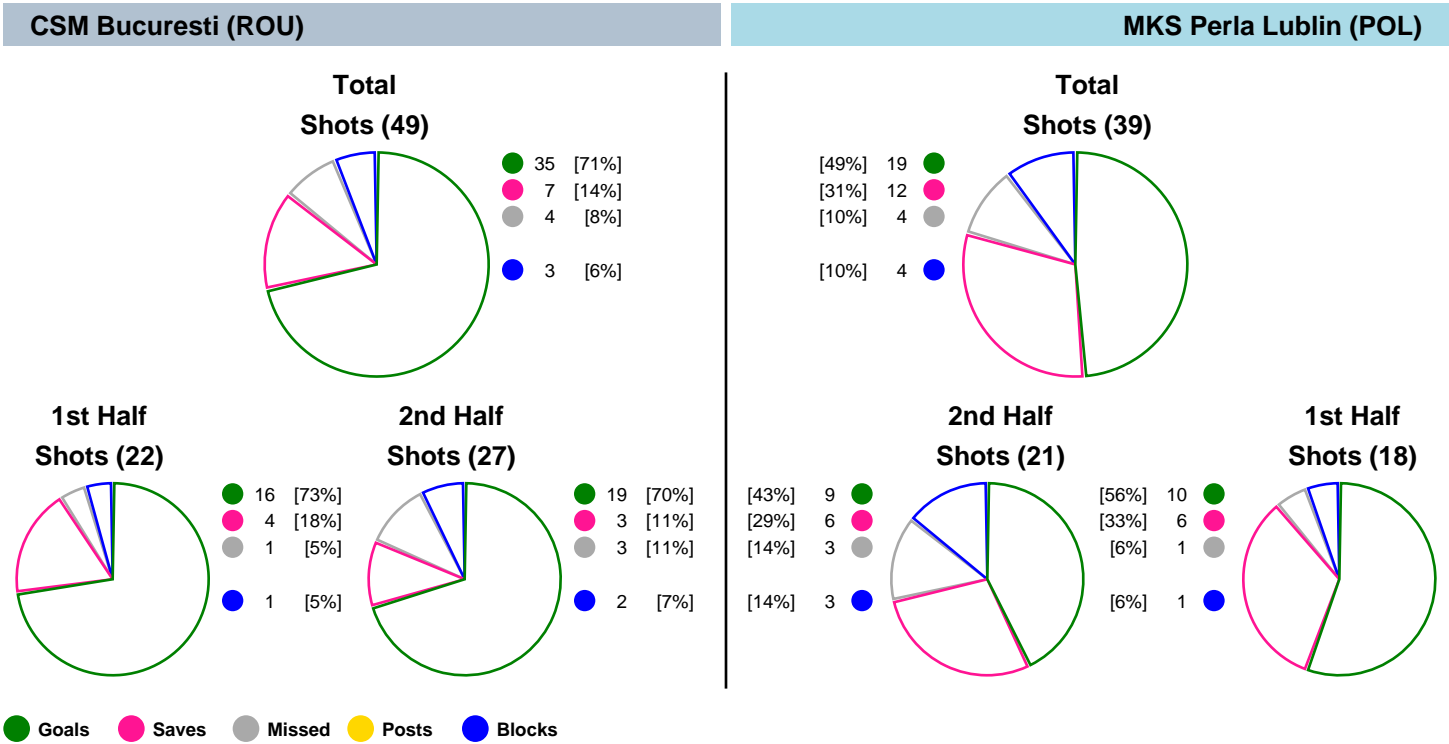 CSM Bucuresti (ROU)
MKS Perla Lublin (POL)
Total
Shots (49)
35 [71%]
7 [14%]
4 [8%]
3 [6%]
Total
Shots (39)
[49%] 19
[31%] 12
[10%] 4
[10%] 4
1st Half
Shots (22)
16 [73%]
4 [18%]
1 [5%]
1 [5%]
2nd Half
Shots (27)
19 [70%]
3 [11%]
3 [11%]
2 [7%]
2nd Half
Shots (21)
[43%] 9
[29%] 6
[14%] 3
[14%] 3
1st Half
Shots (18)
[56%] 10
[33%] 6
[6%] 1
[6%] 1
Goals Saves Missed Posts Blocks